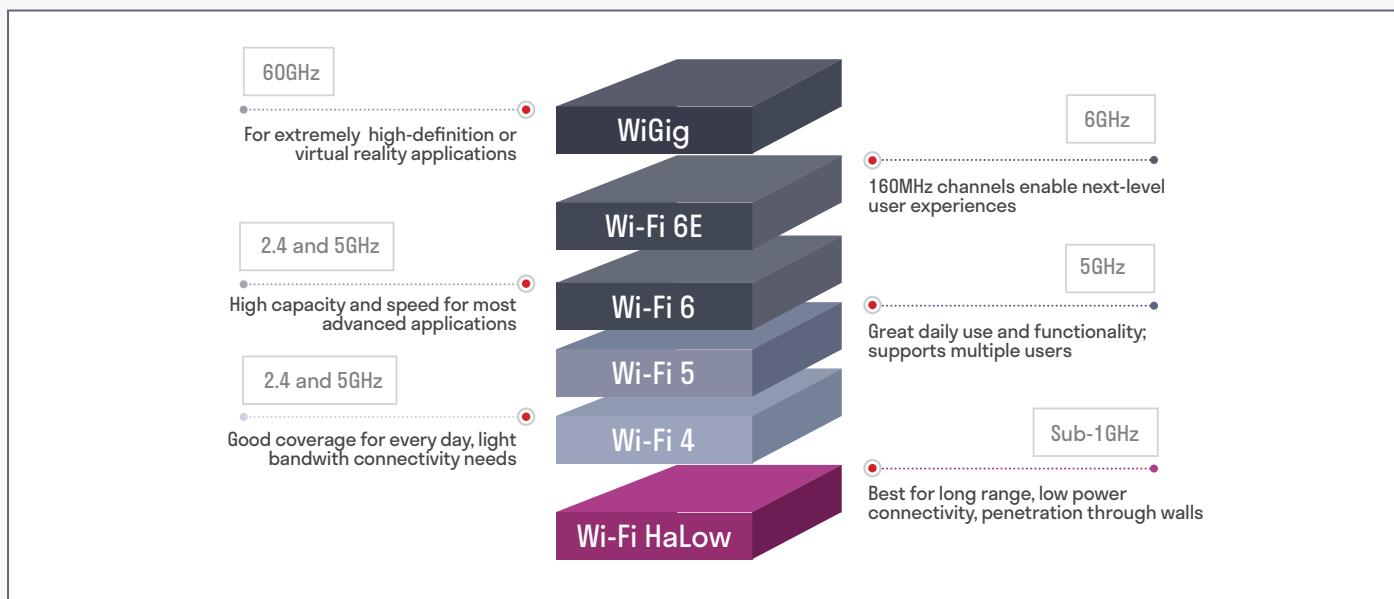 60GHz
For extremely high-definition or
virtual reality applications
WiGig
6GHz
160MHz channels enable next-level
user experiences
Wi-Fi 6E
2.4 and 5GHz
High capacity and speed for most
advanced applications
Wi-Fi 6
5GHz
Great daily use and functionality;
supports multiple users
Wi-Fi 5
2.4 and 5GHz
Good coverage for every day, light
bandwith connectivity needs
Wi-Fi 4
Sub-1GHz
Best for long range, low power
connectivity, penetration through walls
Wi-Fi HaLow